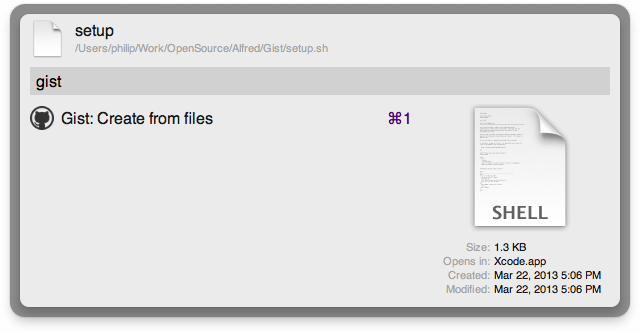 setup
/Users/philip/Work/OpenSource/Alfred/Gist/setup.sh
gist
Gist: Create from files ⌘1
SHELL
Size: 1.3 KB
Opens in: Xcode.app
Created: Mar 22, 2013 5:06 PM
Modified: Mar 22, 2013 5:06 PM